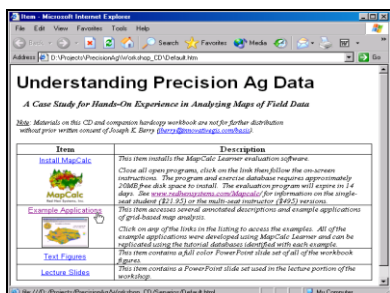 Item - Microsoft Internet Explorer
File Edit View Favorites Tools Help
Back Search Favorites Media
Address D:\Projects\PrecisionAg\Workshop_CD\Default.htm Go
Understanding Precision Ag Data
A Case Study for Hands-On Experience in Analyzing Maps of Field Data
Note: Materials on this CD and companion hardcopy workbook are not for further distribution
without prior written consent of Joseph K. Berry (jberry@innovativegis.com/basis).
Item Description
Install MapCalc This item installs the MapCalc Learner evaluation software.
MapCalc
Close all open programs, click on the link then follow the on-screen
instructions. The program and exercise database requires approximately
20MB free disk space to install. The evaluation program will expire in 14
days. See www.redhensystems.com/Mapcalc/ for information on the single-
seat student ($21.95) or the multi-seat instructor ($495) versions.
Example Applications This item accesses several annotated descriptions and example applications
of grid-based map analysis.
Click on any of the links in the listing to access the examples. All of the
example applications were developed using MapCalc Learner and can be
replicated using the tutorial databases identified with each example.
Text Figures This item contains a full color PowerPoint slide set of all of the workbook
figures.
Lecture Slides This item contains a PowerPoint slide set used in the lecture portion of the
workshop.
My Computer